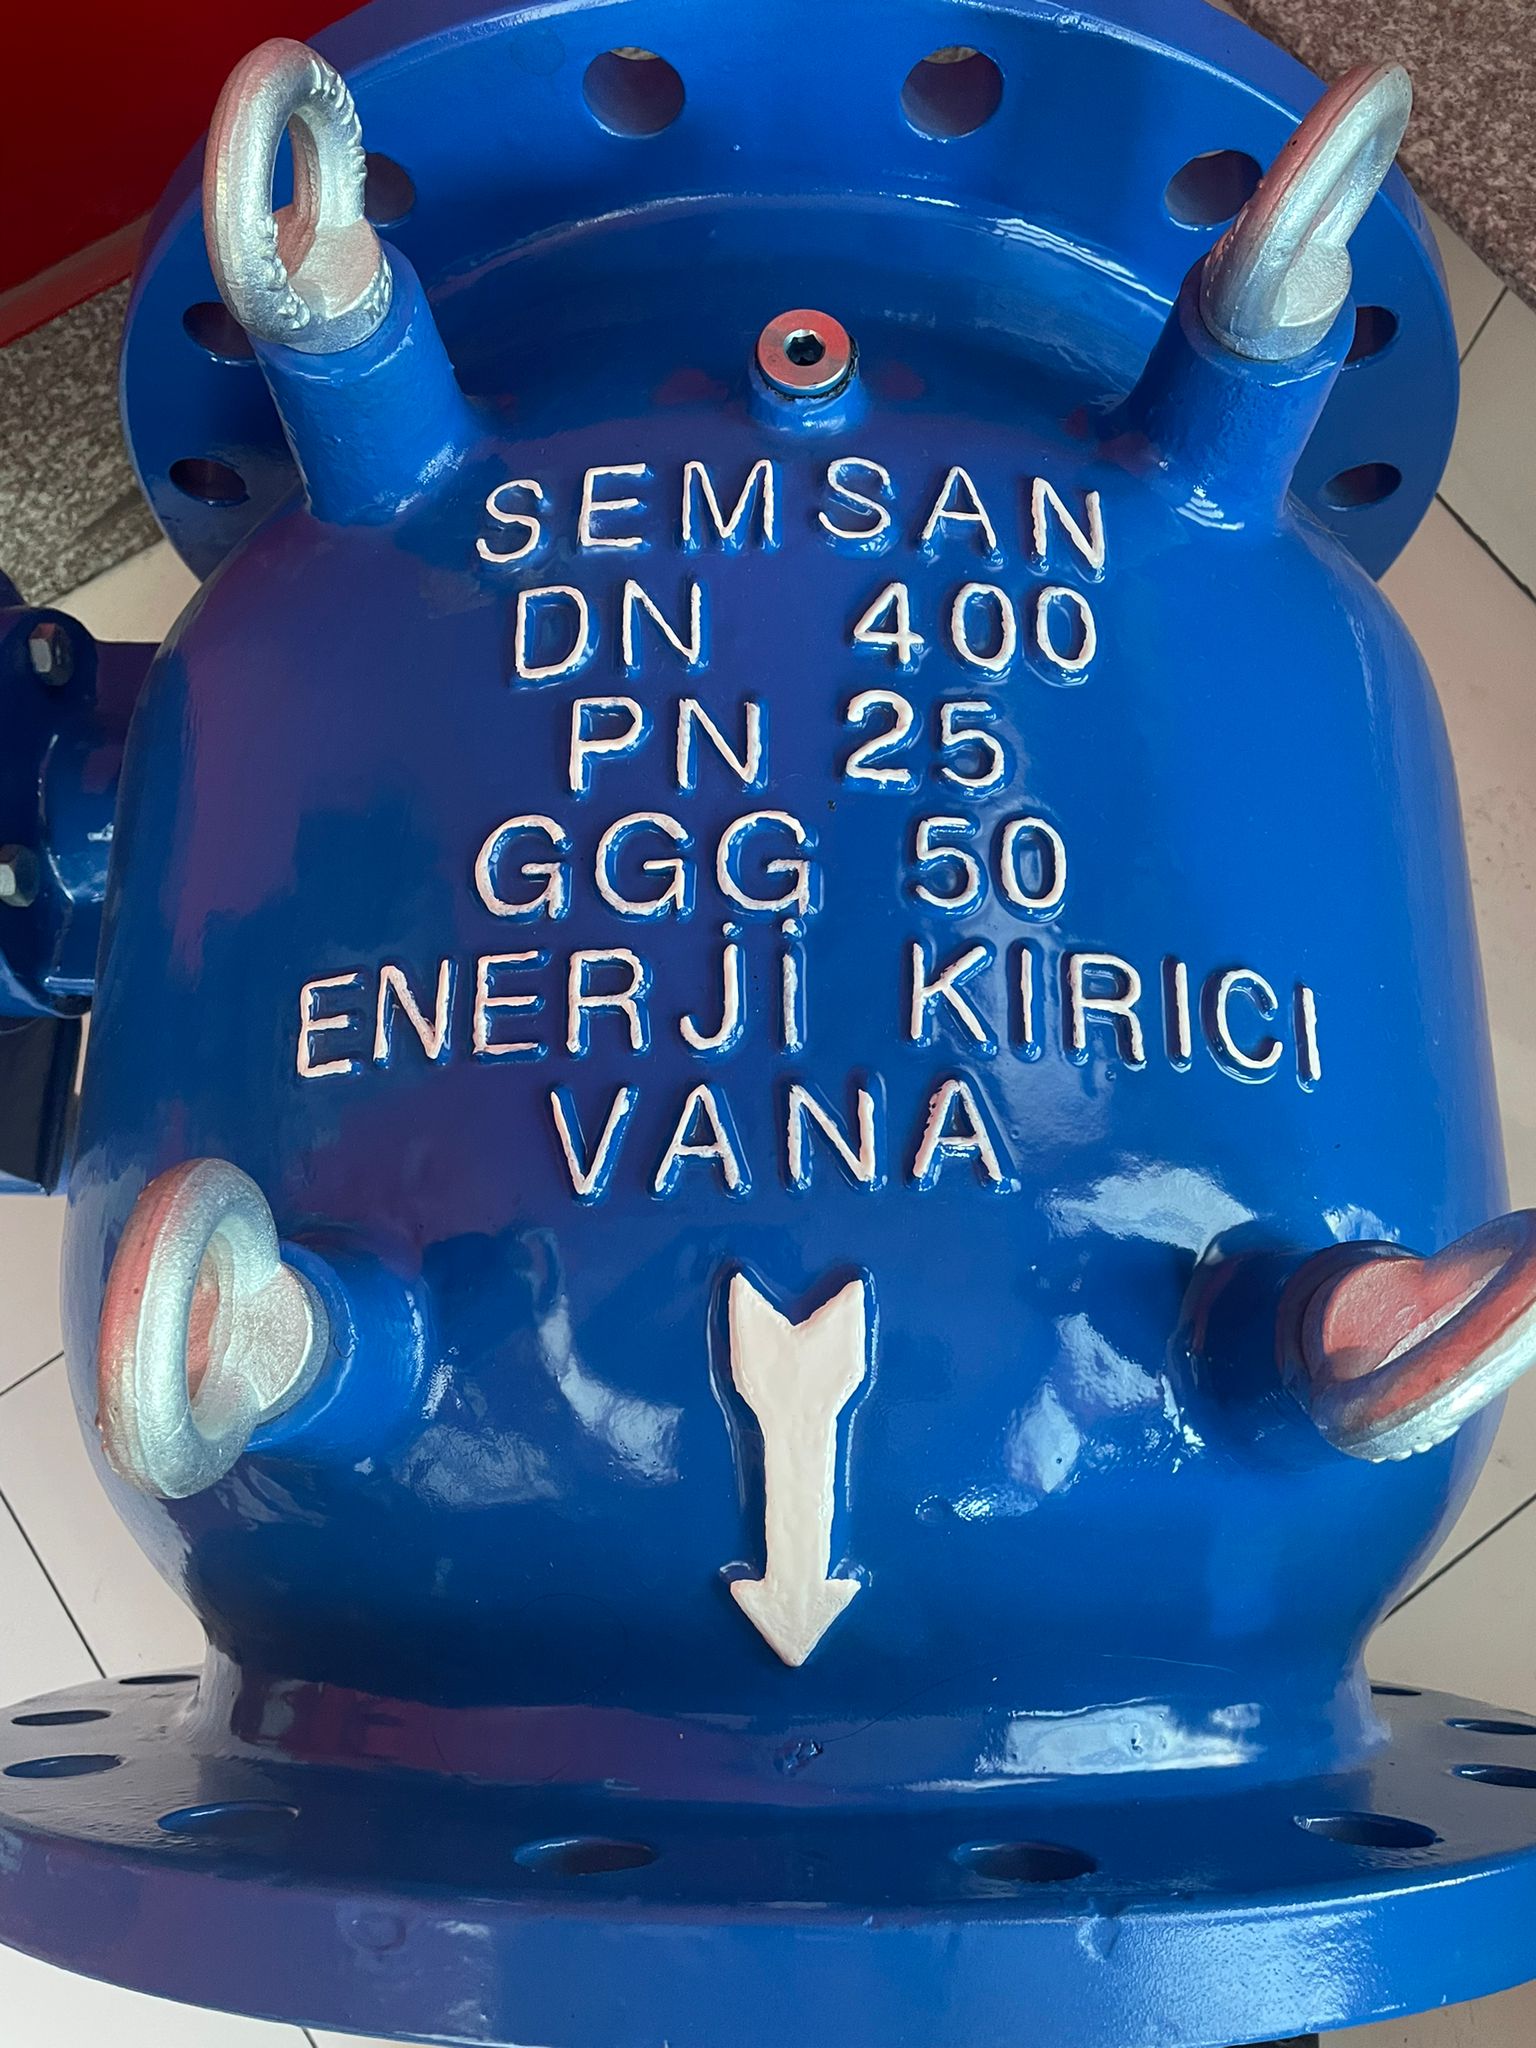 SEMSAN
DN 400
PN 25
GGG 50
ENERJİ KIRICI
VANA